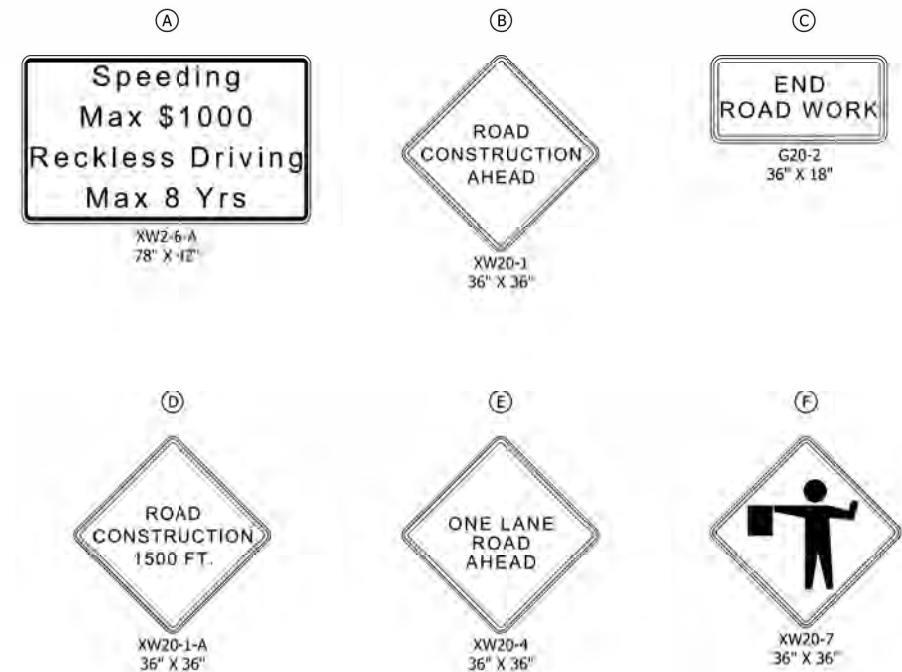 A
B
C
Speeding
Max $1000
Reckless Driving
Max 8 Yrs
XW2-6-A
78" X
ROAD
CONSTRUCTION
AHEAD
XW20-1
36" X 36"
END
ROAD WORK
G20-2
36" X 18"
D
E
F
ROAD
CONSTRUCTION
1500 FT.
XW20-1-A
36" X 36"
ONE LANE
ROAD
AHEAD
XW20-4
36" X 36"
XW20-7
36" X 36"